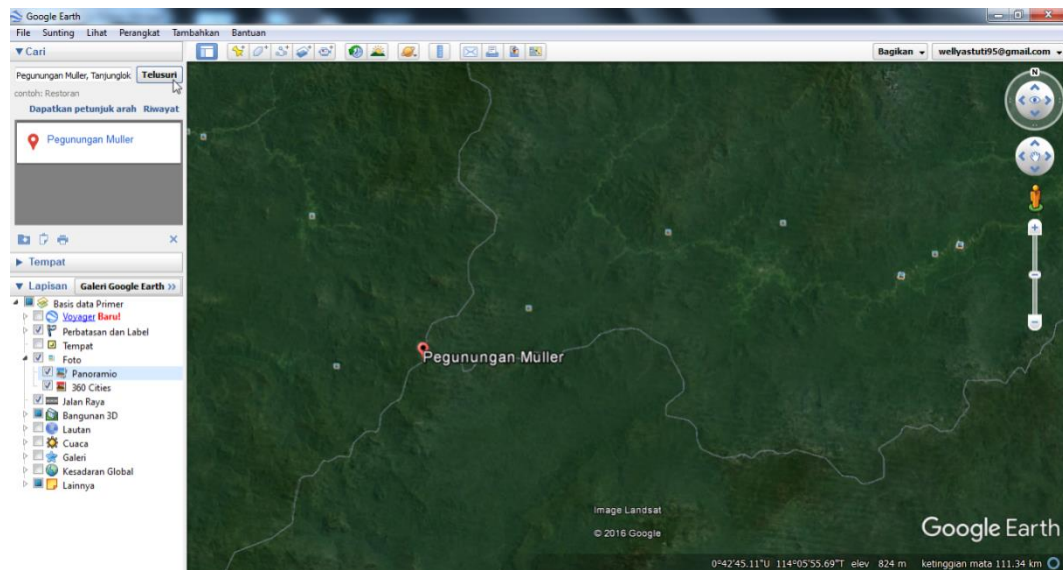 Google Earth
File Sunting Lihat Perangkat Tambahkan Bantuan
Cari
Bagikan wellyastuti95@gmail.com
Pegunungan Muller, Tanjunglok Telusuri
contoh: Restoran
Dapatkan petunjuk arah Riwayat
Pegunungan Muller
Tempat
Lapisan Galeri Google Earth >>
Basis data Primer
Voyager Baru!
Perbatasan dan Label
Tempat
Foto
Panoramio
360 Cities
Jalan Raya
Bangunan 3D
Lautan
Cuaca
Galeri
Kesadaran Global
Lainnya
N
Pegunungan Muller
Image Landsat
© 2016 Google
Google Earth
0°42'45.11"U 114°05'55.69"T elev 824 m ketinggian mata 111.34 km